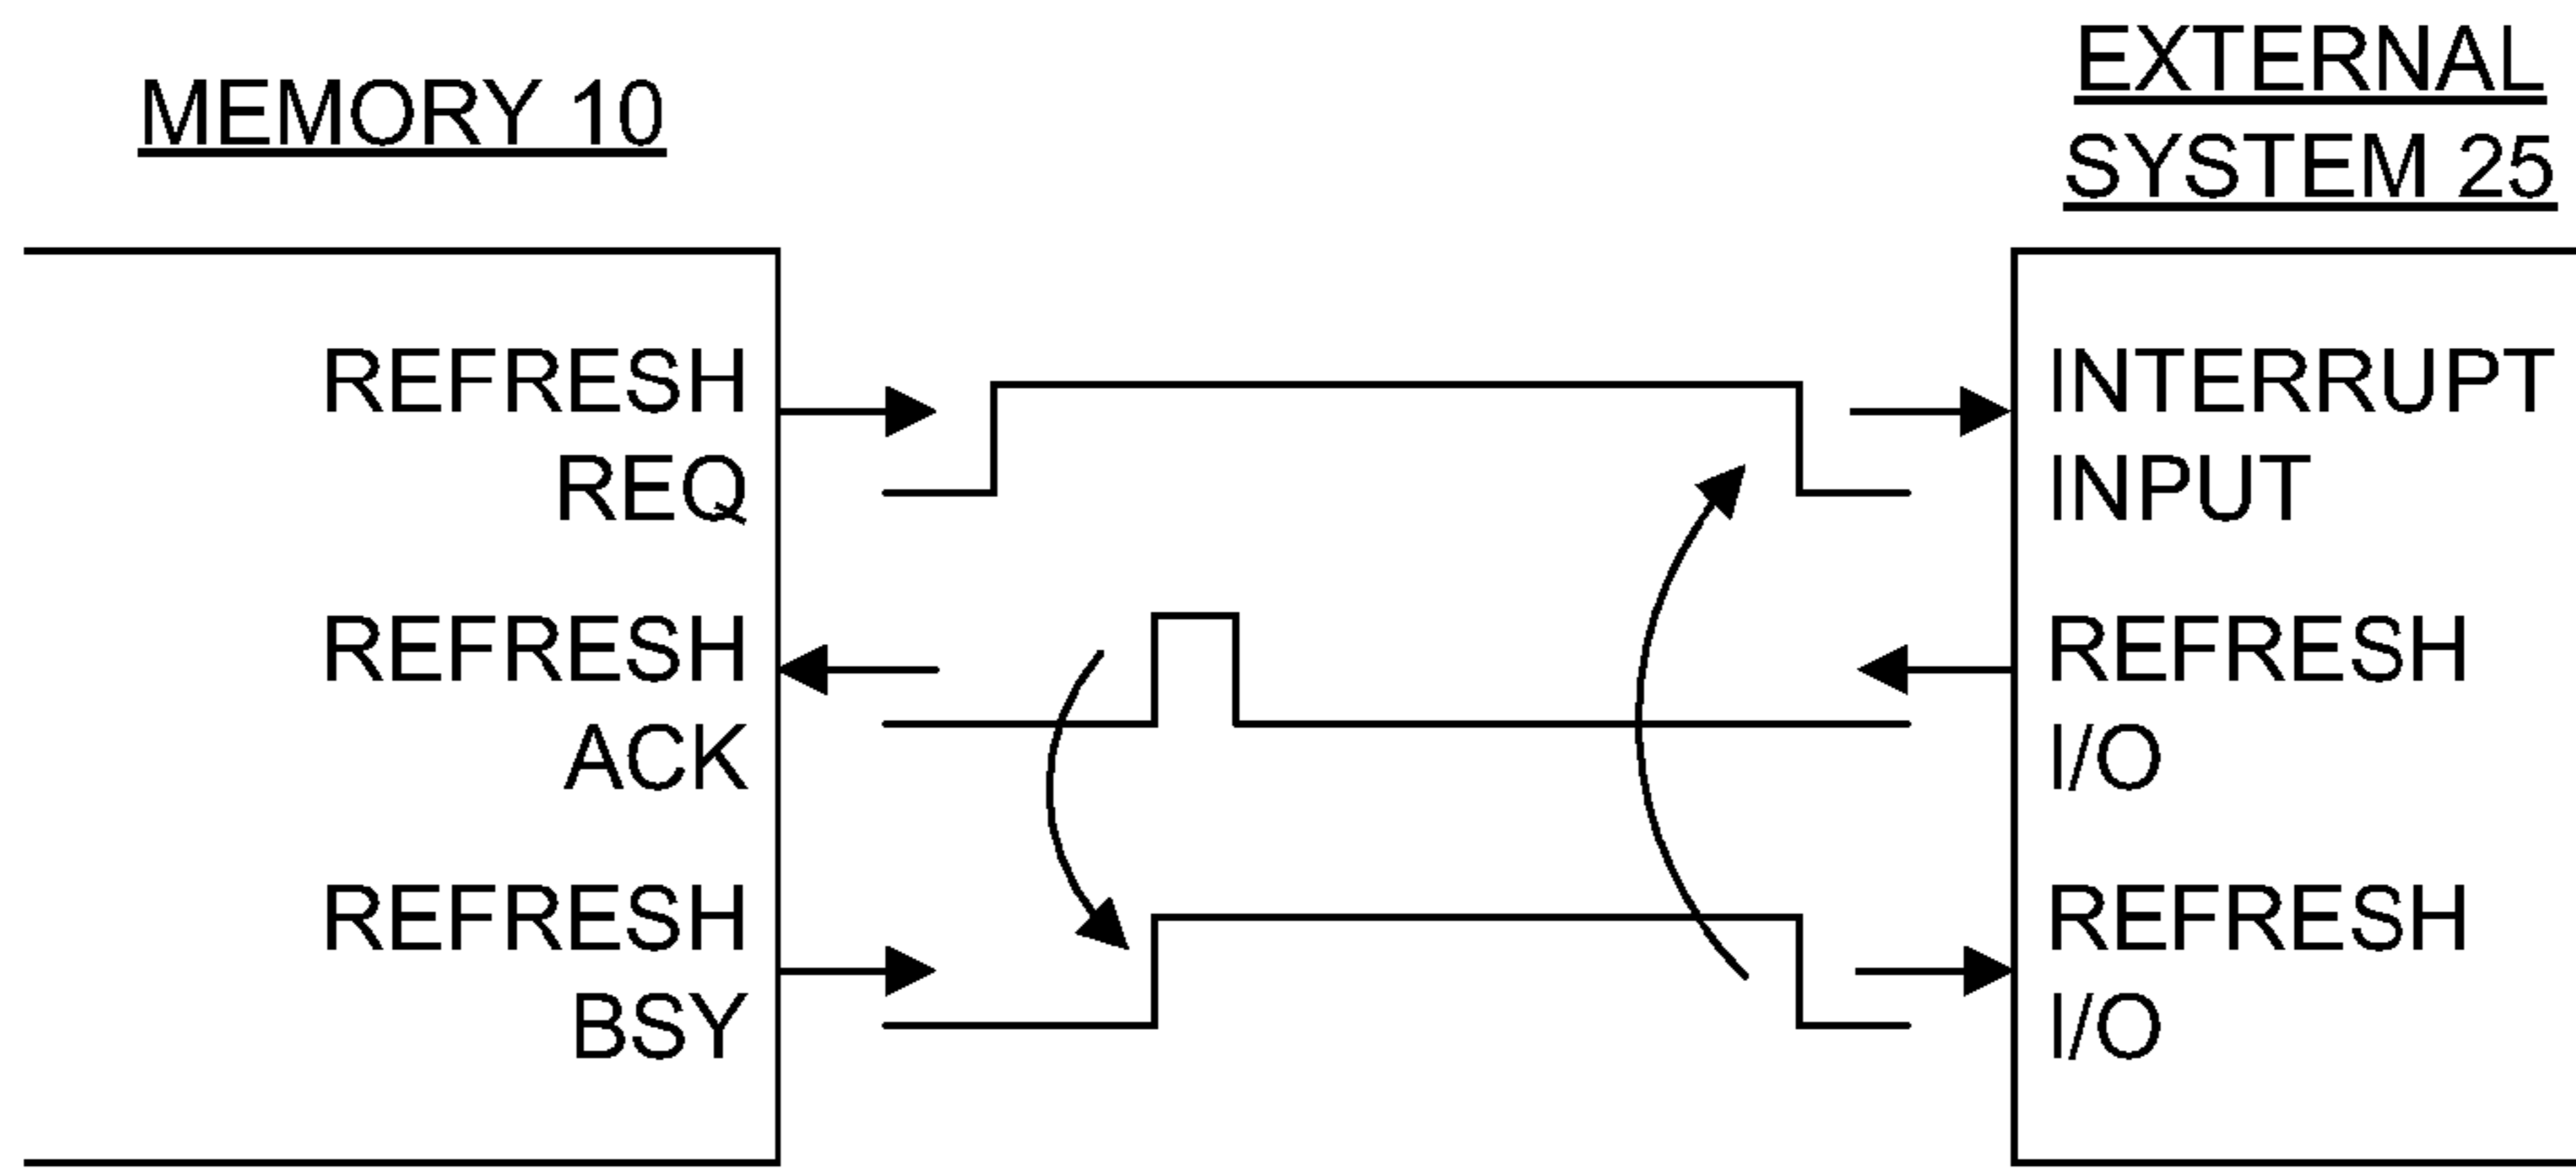 MEMORY 10
EXTERNAL
SYSTEM 25
REFRESH
REQ
REFRESH
ACK
REFRESH
BSY
INTERRUPT
INPUT
REFRESH
I/O
REFRESH
I/O